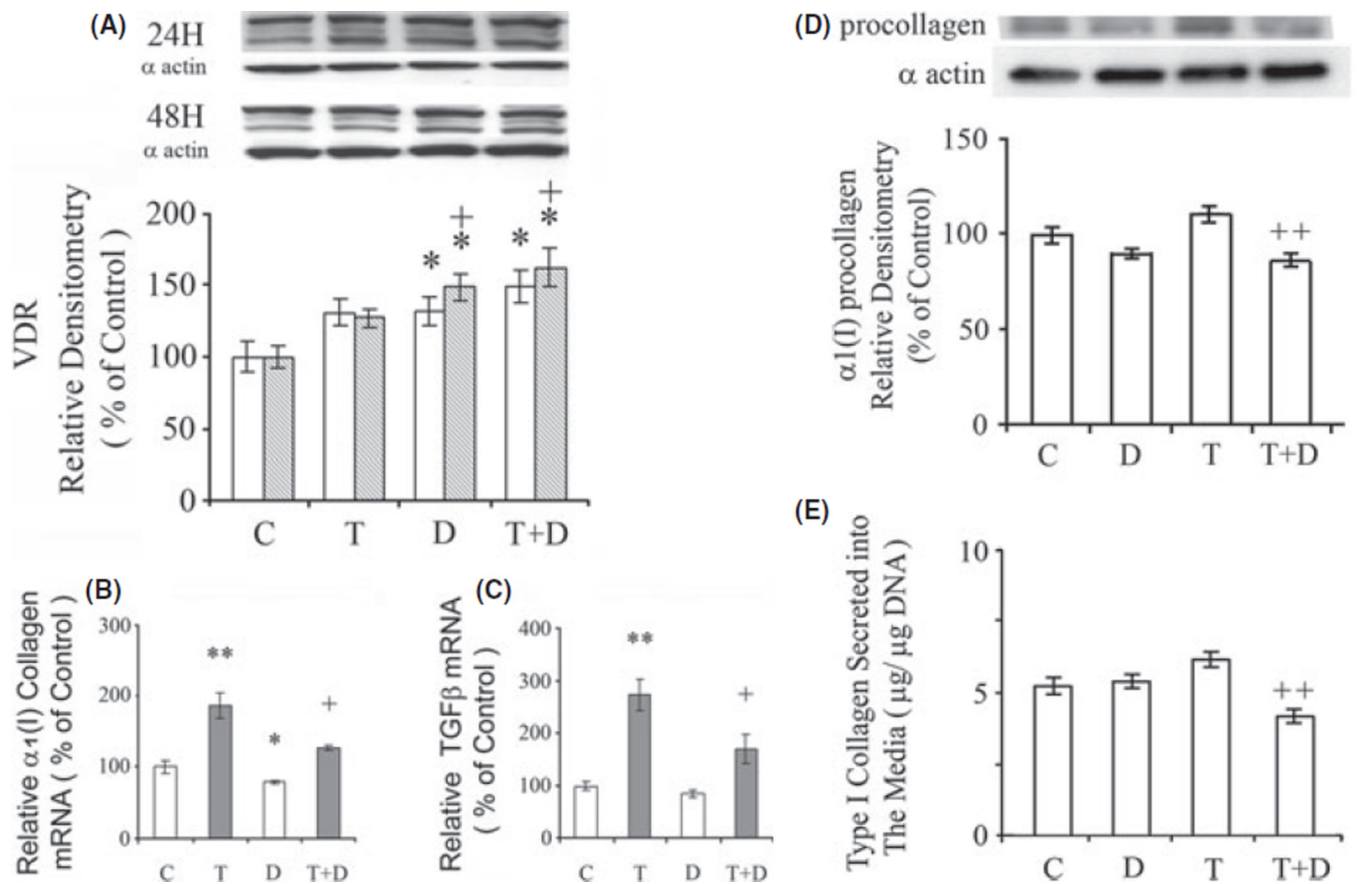 (A)
24H
α actin
48H
α actin
VDR
Relative Densitometry
( % of Control )
200
150
100
50
0
*
+
*
*
+
*
C T D T+D
(B)
Relative α1(I) Collagen
mRNA ( % of Control )
300
200
100
0
**
*
+
C T D T+D
(C)
Relative TGFβ mRNA
( % of Control )
400
300
200
100
0
**
+
C T D T+D
(D) procollagen
α actin
α1(I) procollagen
Relative Densitometry
(% of Control)
150
100
50
0
++
C D T T+D
(E)
Type I Collagen Secreted into
The Media ( μg/ μg DNA)
10
5
0
++
C D T T+D